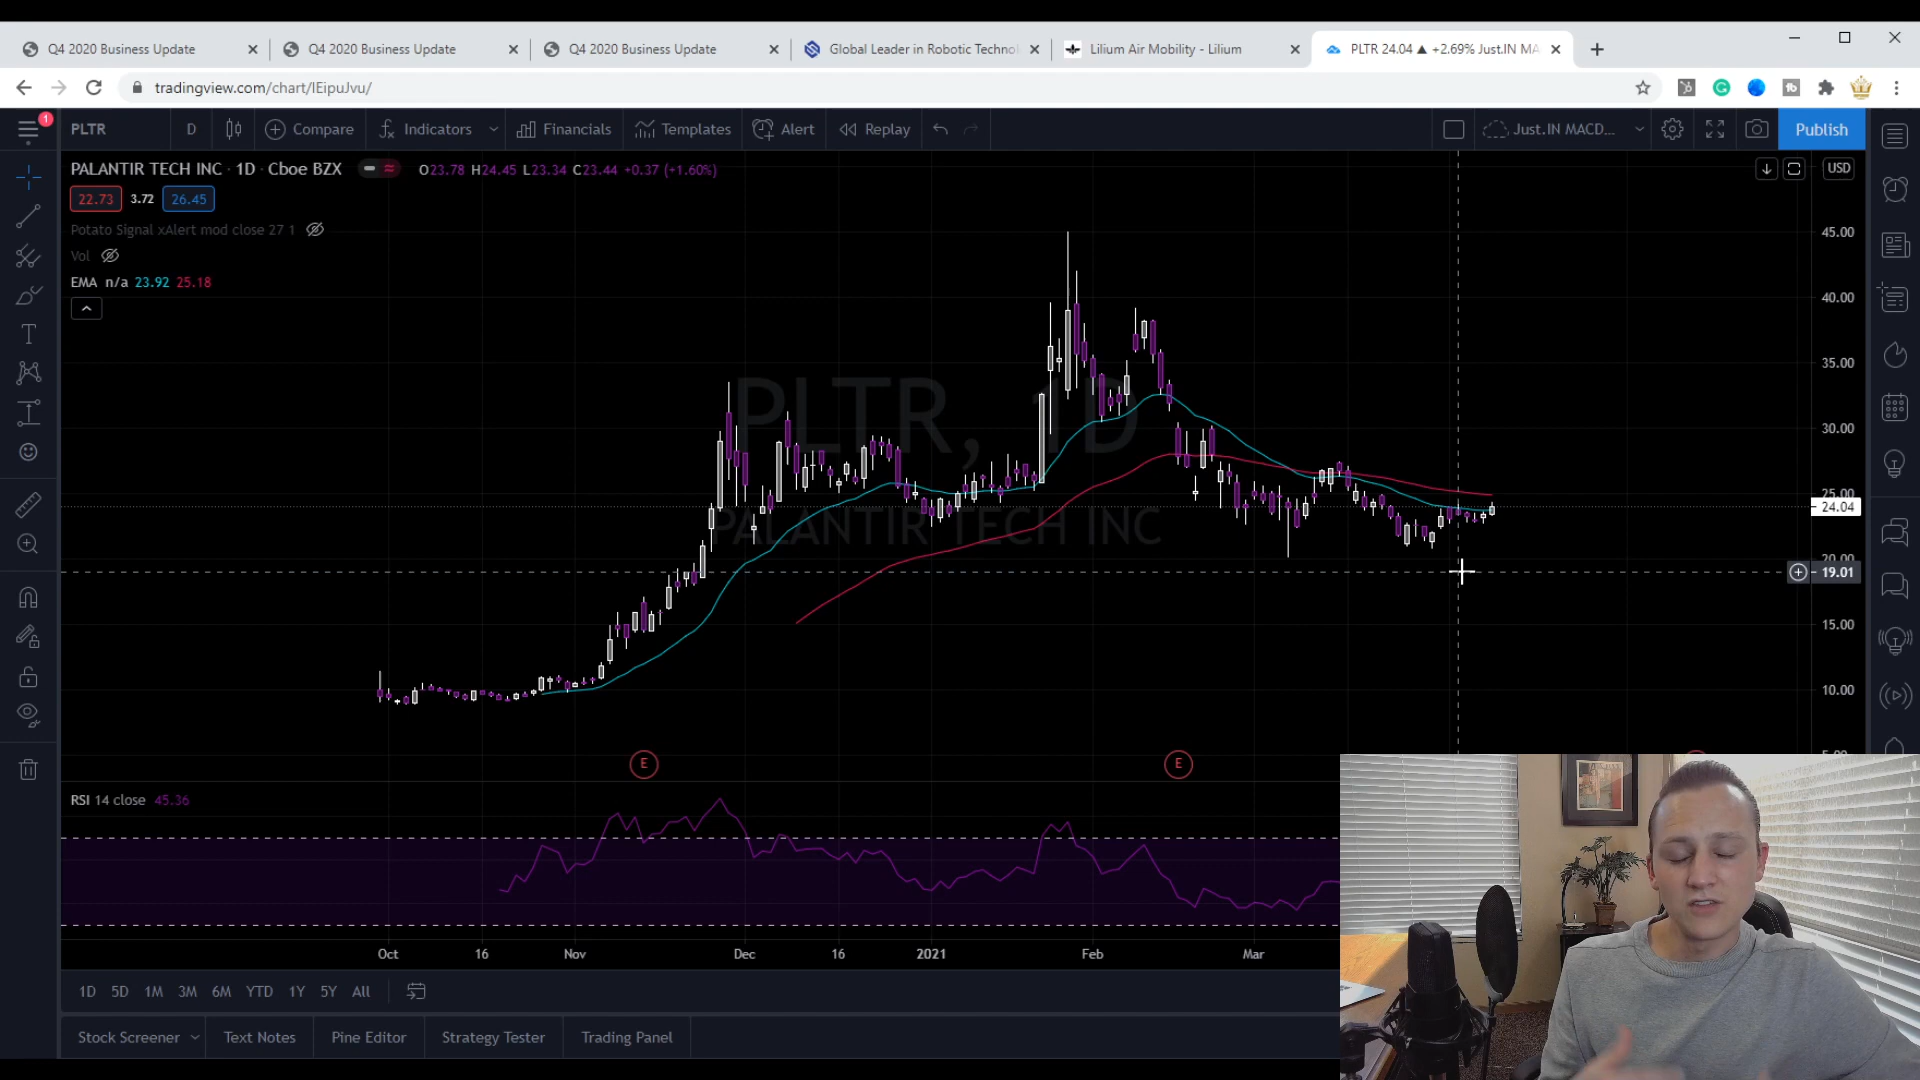 Q4 2020 Business Update
Q4 2020 Business Update
Q4 2020 Business Update
Global Leader in Robotic Technol
Lilium Air Mobility - Lilium
PLTR 24.04 ▲ +2.69% Just.IN MA
tradingview.com/chart/IEipuJvu/
1
PLTR
D
Compare
Indicators
Financials
Templates
Alert
Replay
Just.IN MACD...
Publish
PALANTIR TECH INC · 1D · Cboe BZX
O23.78 H24.45 L23.34 C23.44 +0.37 (+1.60%)
USD
22.73
3.72
26.45
Potato Signal xAlert mod close 27 1
Vol
EMA n/a 23.92 25.18
PLTR, 1D
PALANTIR TECH INC
45.00
40.00
35.00
30.00
25.00
24.04
20.00
19.01
15.00
10.00
5.00
E
E
RSI 14 close 45.36
Oct
16
Nov
Dec
16
2021
Feb
Mar
1D 5D 1M 3M 6M YTD 1Y 5Y All
Stock Screener
Text Notes
Pine Editor
Strategy Tester
Trading Panel